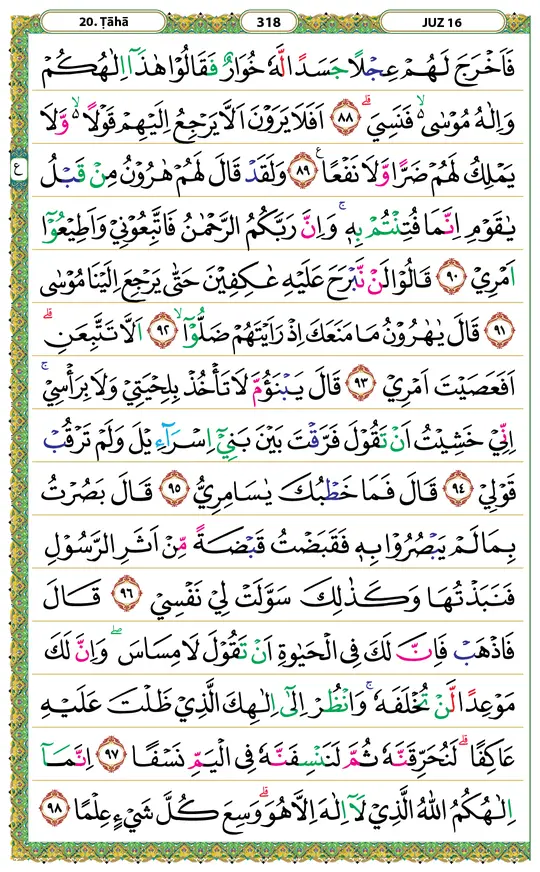 20. Ṭāhā 318 JUZ 16
فَاَخْرَجَ لَهُمْ عِجْلًا جَسَدًا لَّهٗ خُوَارٌ فَقَالُوْا هٰذَآ اِلٰهُكُمْ
وَاِلٰهُ مُوْسٰى ۙ فَنَسِيَ ۗ ٨٨ اَفَلَا يَرَوْنَ اَلَّا يَرْجِعُ اِلَيْهِمْ قَوْلًا ۙ وَّلَا
يَمْلِكُ لَهُمْ ضَرًّا وَّلَا نَفْعًا ࣖ ٨٩ وَلَقَدْ قَالَ لَهُمْ هٰرُوْنُ مِنْ قَبْلُ
ع
يٰقَوْمِ اِنَّمَا فُتِنْتُمْ بِهٖ ۚ وَاِنَّ رَبَّكُمُ الرَّحْمٰنُ فَاتَّبِعُوْنِيْ وَاَطِيْعُوْٓا
اَمْرِيْ ٩٠ قَالُوْا لَنْ نَّبْرَحَ عَلَيْهِ عٰكِفِيْنَ حَتّٰى يَرْجِعَ اِلَيْنَا مُوْسٰى
٩١ قَالَ يٰهٰرُوْنُ مَا مَنَعَكَ اِذْ رَاَيْتَهُمْ ضَلُّوْٓا ۙ ٩٢ اَلَّا تَتَّبِعَنِ ۗ
اَفَعَصَيْتَ اَمْرِيْ ٩٣ قَالَ يَبْنَؤُمَّ لَا تَأْخُذْ بِلِحْيَتِيْ وَلَا بِرَأْسِيْ ۚ
اِنِّيْ خَشِيْتُ اَنْ تَقُوْلَ فَرَّقْتَ بَيْنَ بَنِيْٓ اِسْرَآءِيْلَ وَلَمْ تَرْقُبْ
قَوْلِيْ ٩٤ قَالَ فَمَا خَطْبُكَ يٰسَامِرِيُّ ٩٥ قَالَ بَصُرْتُ
بِمَا لَمْ يَبْصُرُوْا بِهٖ فَقَبَضْتُ قَبْضَةً مِّنْ اَثَرِ الرَّسُوْلِ
فَنَبَذْتُهَا وَكَذٰلِكَ سَوَّلَتْ لِيْ نَفْسِيْ ٩٦ قَالَ
فَاذْهَبْ فَاِنَّ لَكَ فِى الْحَيٰوةِ اَنْ تَقُوْلَ لَا مِسَاسَ ۖ وَاِنَّ لَكَ
مَوْعِدًا لَّنْ تُخْلَفَهٗ ۚ وَانْظُرْ اِلٰٓى اِلٰهِكَ الَّذِيْ ظَلْتَ عَلَيْهِ
عَاكِفًا ۗ لَنُحَرِّقَنَّهٗ ثُمَّ لَنَنْسِفَنَّهٗ فِى الْيَمِّ نَسْفًا ٩٧ اِنَّمَآ
اِلٰهُكُمُ اللّٰهُ الَّذِيْ لَآ اِلٰهَ اِلَّا هُوَ ۗ وَسِعَ كُلَّ شَيْءٍ عِلْمًا ٩٨